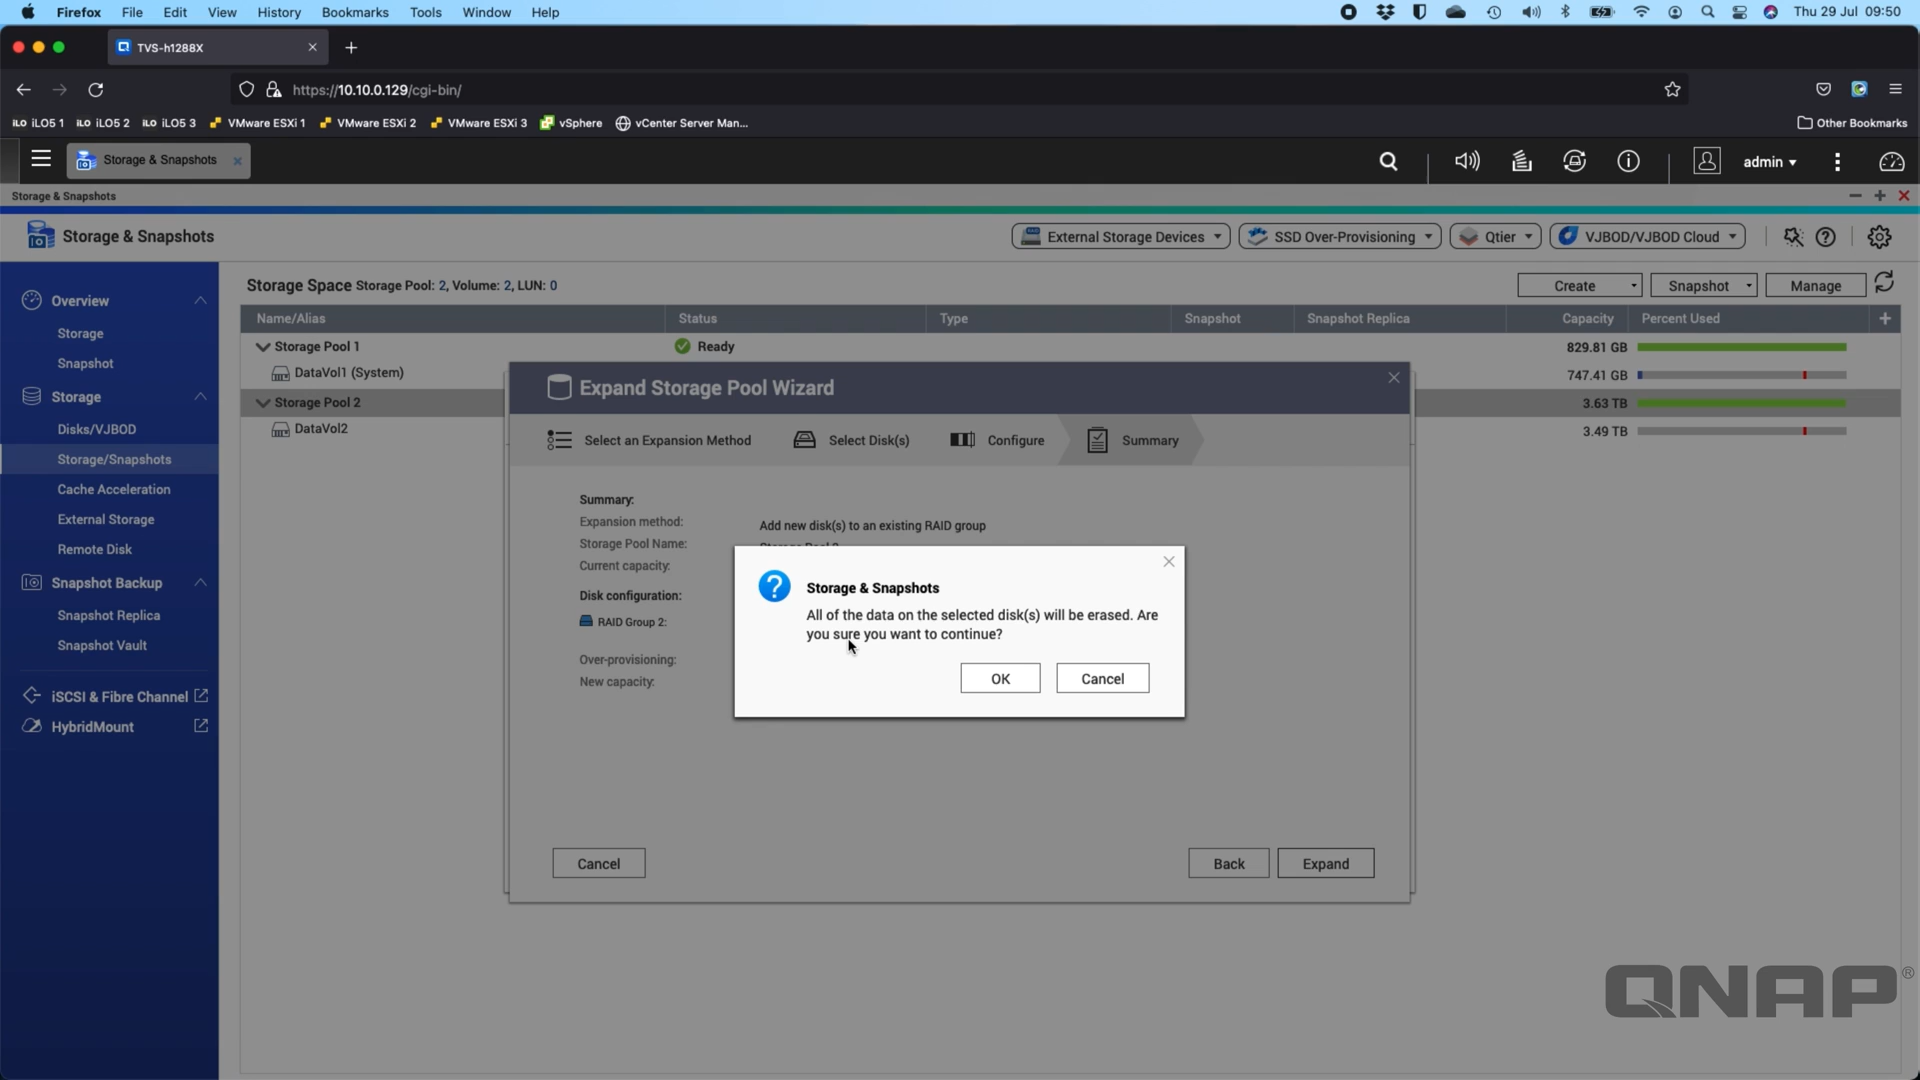 Firefox File Edit View History Bookmarks Tools Window Help Thu 29 Jul 09:50
TVS-h1288X
https://10.10.0.129/cgi-bin/
iLO iLO5 1 iLO iLO5 2 iLO iLO5 3 VMware ESXi 1 VMware ESXi 2 VMware ESXi 3 vSphere vCenter Server Man... Other Bookmarks
Storage & Snapshots admin
Storage & Snapshots
Storage & Snapshots External Storage Devices SSD Over-Provisioning Qtier VJBOD/VJBOD Cloud
Overview
Storage
Snapshot
Storage
Disks/VJBOD
Storage/Snapshots
Cache Acceleration
External Storage
Remote Disk
Snapshot Backup
Snapshot Replica
Snapshot Vault
iSCSI & Fibre Channel
HybridMount
Storage Space Storage Pool: 2, Volume: 2, LUN: 0 Create Snapshot Manage
Name/Alias Status Type Snapshot Snapshot Replica Capacity Percent Used
Storage Pool 1 Ready 829.81 GB
DataVol1 (System) 747.41 GB
Storage Pool 2 3.63 TB
DataVol2 3.49 TB
Expand Storage Pool Wizard
Select an Expansion Method Select Disk(s) Configure Summary
Summary:
Expansion method: Add new disk(s) to an existing RAID group
Storage Pool Name:
Current capacity:
Disk configuration:
RAID Group 2:
Over-provisioning:
New capacity:
Storage & Snapshots
All of the data on the selected disk(s) will be erased. Are
you sure you want to continue?
OK Cancel
Cancel Back Expand
QNAP®